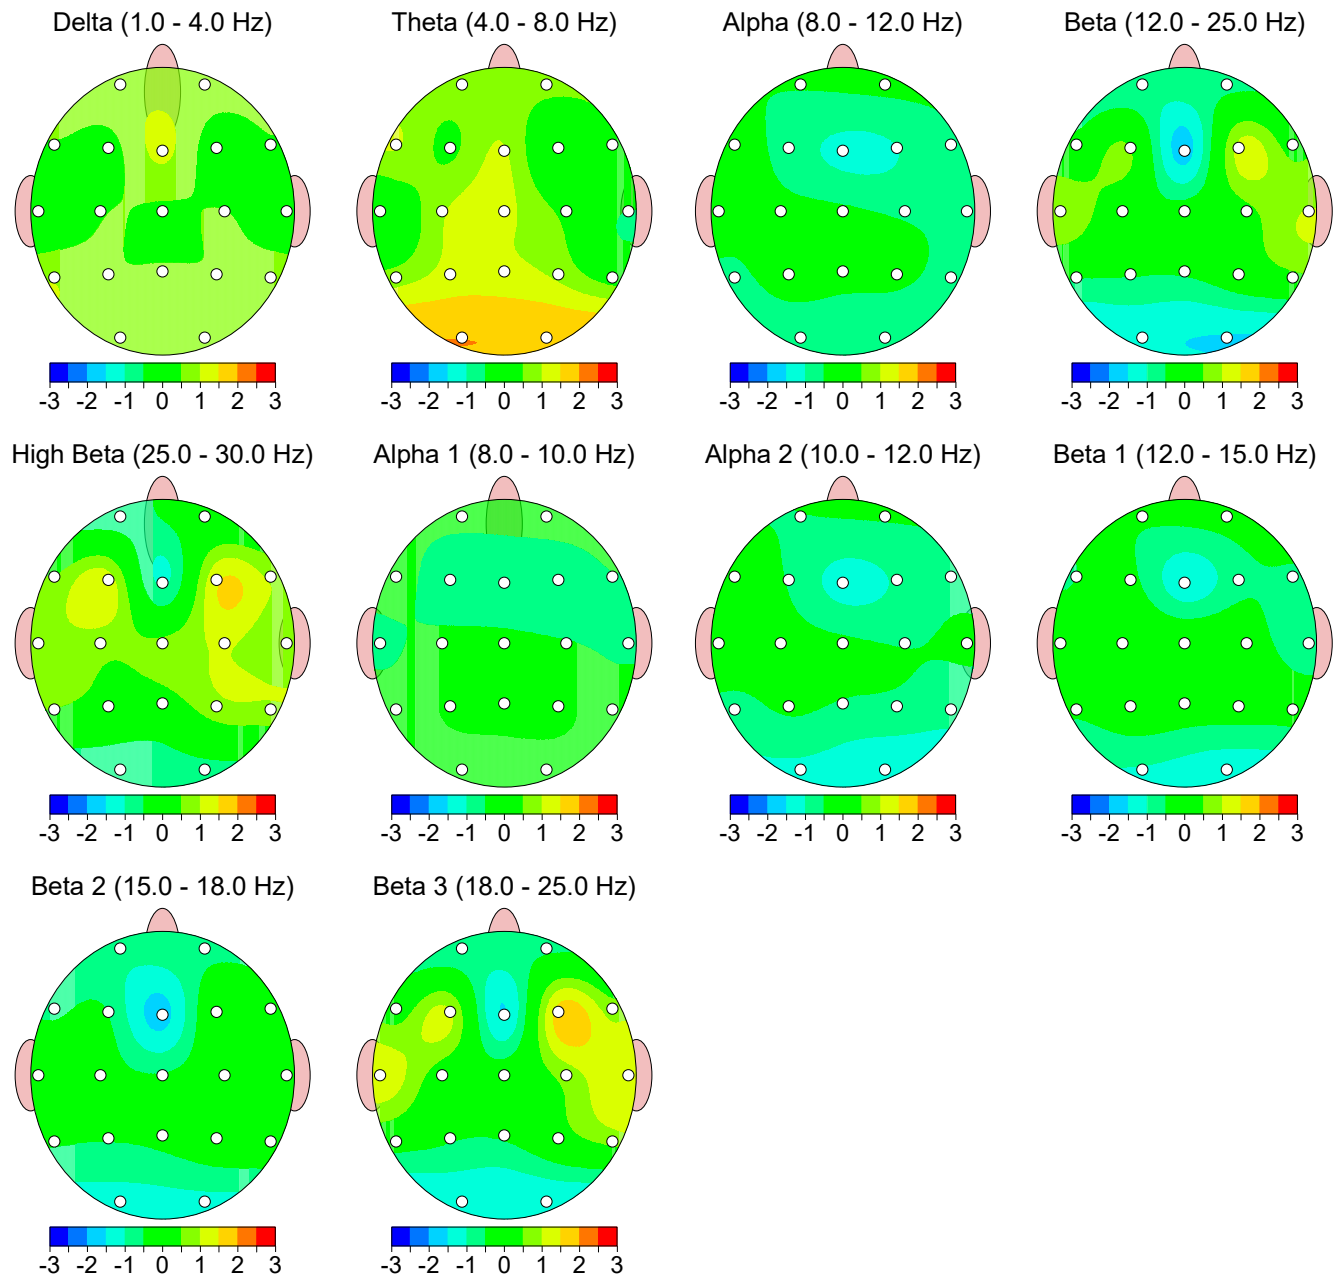 Delta (1.0 - 4.0 Hz) Theta (4.0 - 8.0 Hz) Alpha (8.0 - 12.0 Hz) Beta (12.0 - 25.0 Hz)
-3 -2 -1 0 1 2 3 -3 -2 -1 0 1 2 3 -3 -2 -1 0 1 2 3 -3 -2 -1 0 1 2 3
High Beta (25.0 - 30.0 Hz) Alpha 1 (8.0 - 10.0 Hz) Alpha 2 (10.0 - 12.0 Hz) Beta 1 (12.0 - 15.0 Hz)
-3 -2 -1 0 1 2 3 -3 -2 -1 0 1 2 3 -3 -2 -1 0 1 2 3 -3 -2 -1 0 1 2 3
Beta 2 (15.0 - 18.0 Hz) Beta 3 (18.0 - 25.0 Hz)
-3 -2 -1 0 1 2 3 -3 -2 -1 0 1 2 3